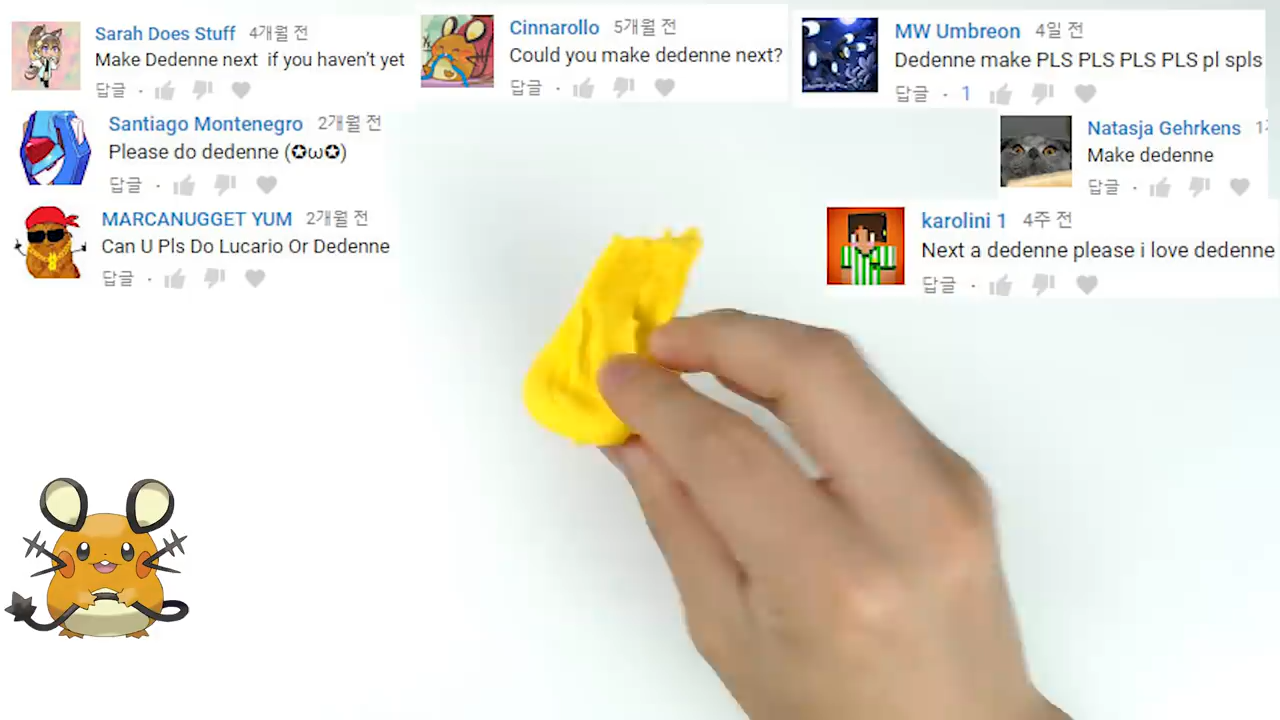 Sarah Does Stuff 4개월 전
Make Dedenne next if you haven't yet
답글
Cinnarollo 5개월 전
Could you make dedenne next?
답글
MW Umbreon 4일 전
Dedenne make PLS PLS PLS PLS pl spls
답글 · 1
Santiago Montenegro 2개월 전
Please do dedenne (✪ω✪)
답글
Natasja Gehrkens
Make dedenne
답글
MARCANUGGET YUM 2개월 전
Can U Pls Do Lucario Or Dedenne
답글
karolini 1 4주 전
Next a dedenne please i love dedenne
답글